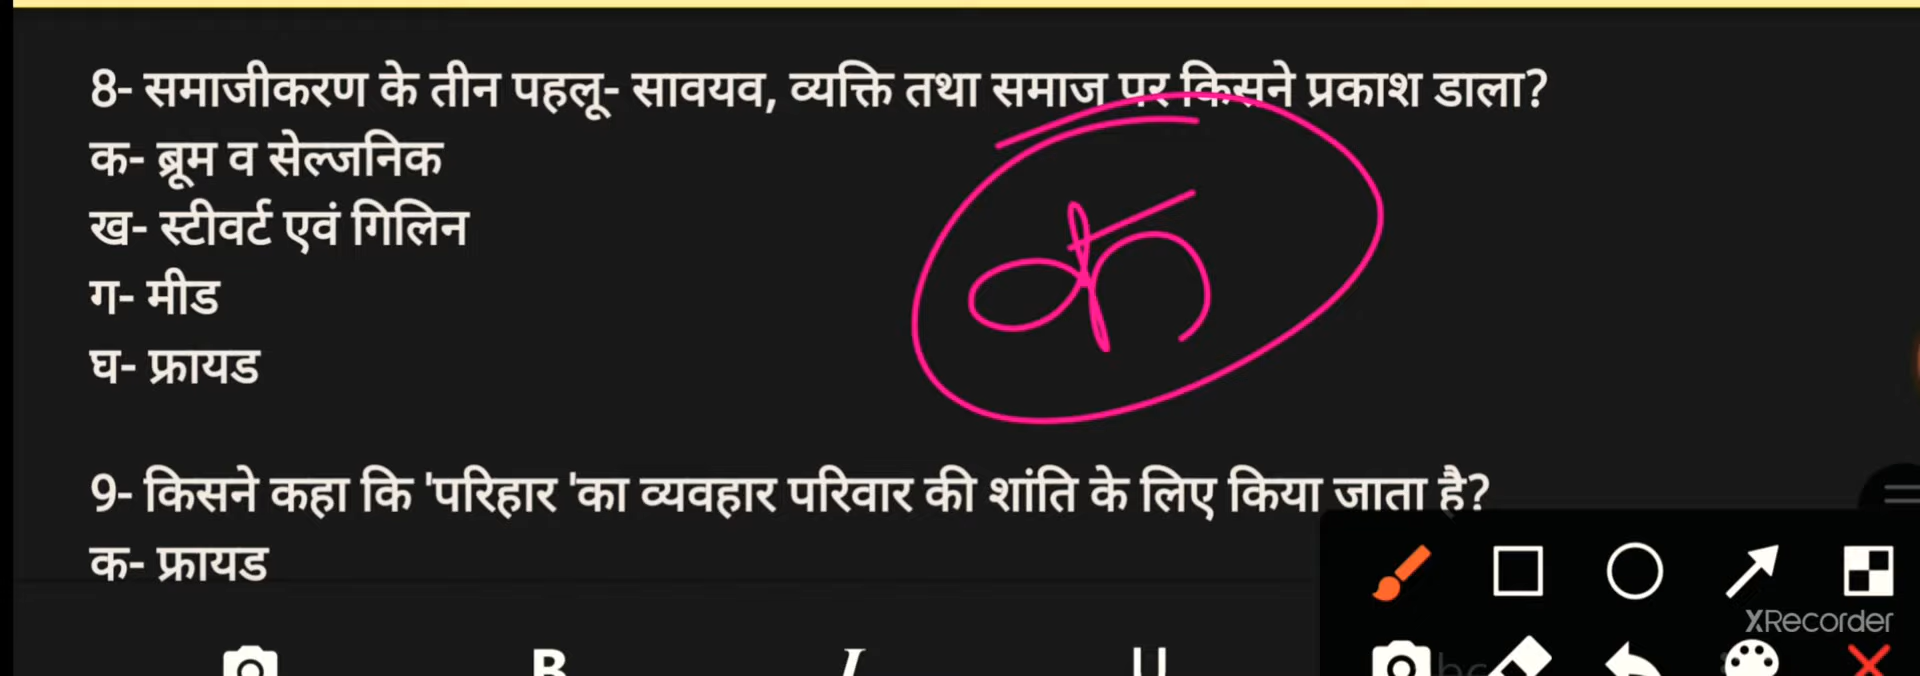 8- समाजीकरण के तीन पहलू- सावयव, व्यक्ति तथा समाज पर किसने प्रकाश डाला?
क- ब्रूम व सेल्जनिक
ख- स्टीवर्ट एवं गिलिन
ग- मीड
घ- फ्रायड
क
9- किसने कहा कि 'परिहार 'का व्यवहार परिवार की शांति के लिए किया जाता है?
क- फ्रायड
XRecorder
B I U